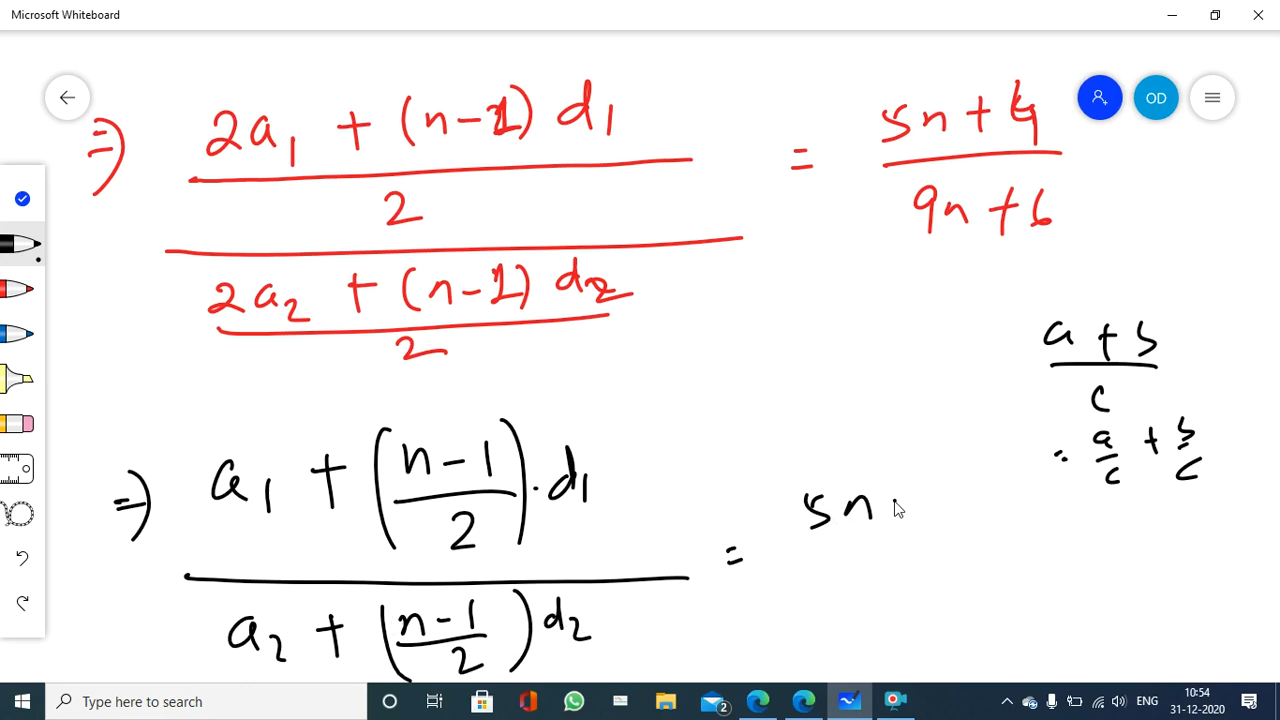 Microsoft Whiteboard
OD
=) 2a₁ + (n-1) d₁ = 5n + 4
2 9n + 6
2a₂ + (n-1) d₂
2
a + b
c
= a/c + b/c
=) a₁ + (n-1/2) . d₁ = 5n
a₂ + (n-1/2) d₂
Type here to search
2
ENG
10:54
31-12-2020